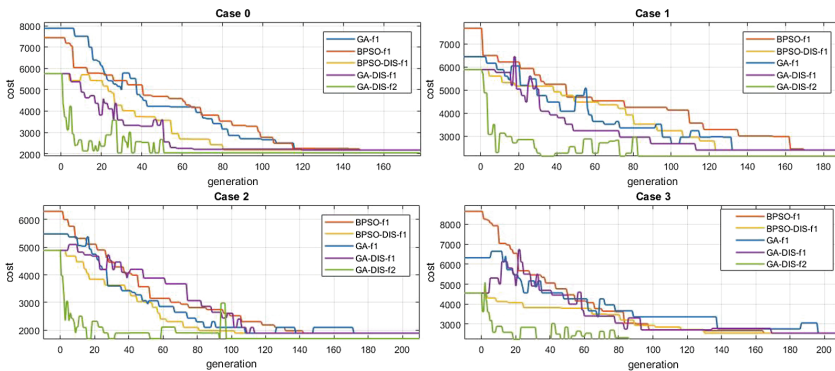 Case 0
8000
7000
6000
5000
4000
3000
2000
cost
GA-f1
BPSO-f1
BPSO-DIS-f1
GA-DIS-f1
GA-DIS-f2
0 20 40 60 80 100 120 140 160
generation
Case 1
7000
6000
5000
4000
3000
cost
BPSO-f1
BPSO-DIS-f1
GA-f1
GA-DIS-f1
GA-DIS-f2
0 20 40 60 80 100 120 140 160 180
generation
Case 2
6000
5000
4000
3000
2000
cost
BPSO-f1
BPSO-DIS-f1
GA-f1
GA-DIS-f1
GA-DIS-f2
0 20 40 60 80 100 120 140 160 180 200
generation
Case 3
8000
7000
6000
5000
4000
3000
cost
BPSO-f1
BPSO-DIS-f1
GA-f1
GA-DIS-f1
GA-DIS-f2
0 20 40 60 80 100 120 140 160 180 200
generation